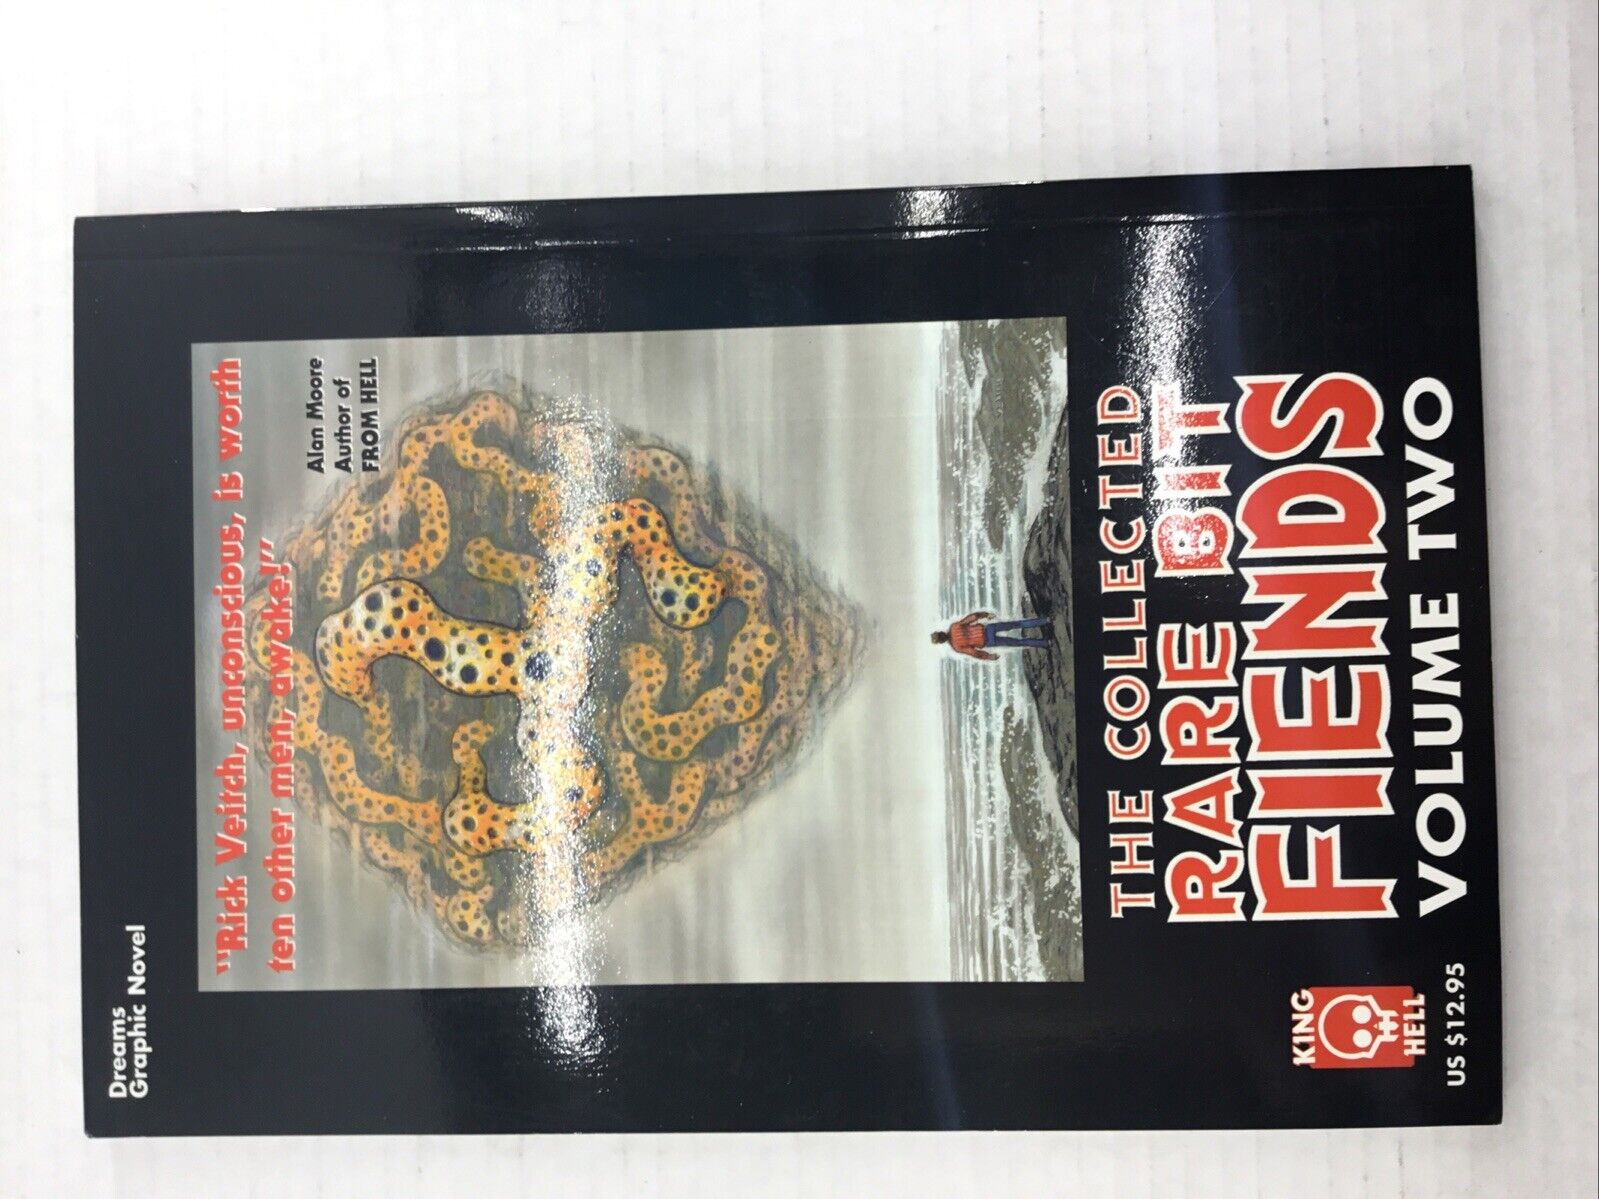 Dreams
Graphic Novel
"Rick Veitch, unconscious, is worth
ten other men, awake!"
Alan Moore
Author of
FROM HELL
THE COLLECTED
RARE BIT
FIENDS
VOLUME TWO
KING
HELL
US $12.95